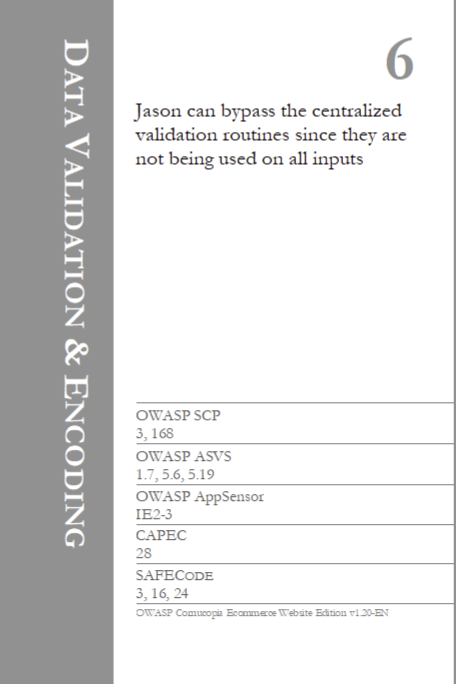 DATA VALIDATION & ENCODING
6
Jason can bypass the centralized
validation routines since they are
not being used on all inputs
OWASP SCP
3, 168
OWASP ASVS
1.7, 5.6, 5.19
OWASP AppSensor
IE2-3
CAPEC
28
SAFECODE
3, 16, 24
OWASP Cornucopia Ecommerce Website Edition v1.20-EN